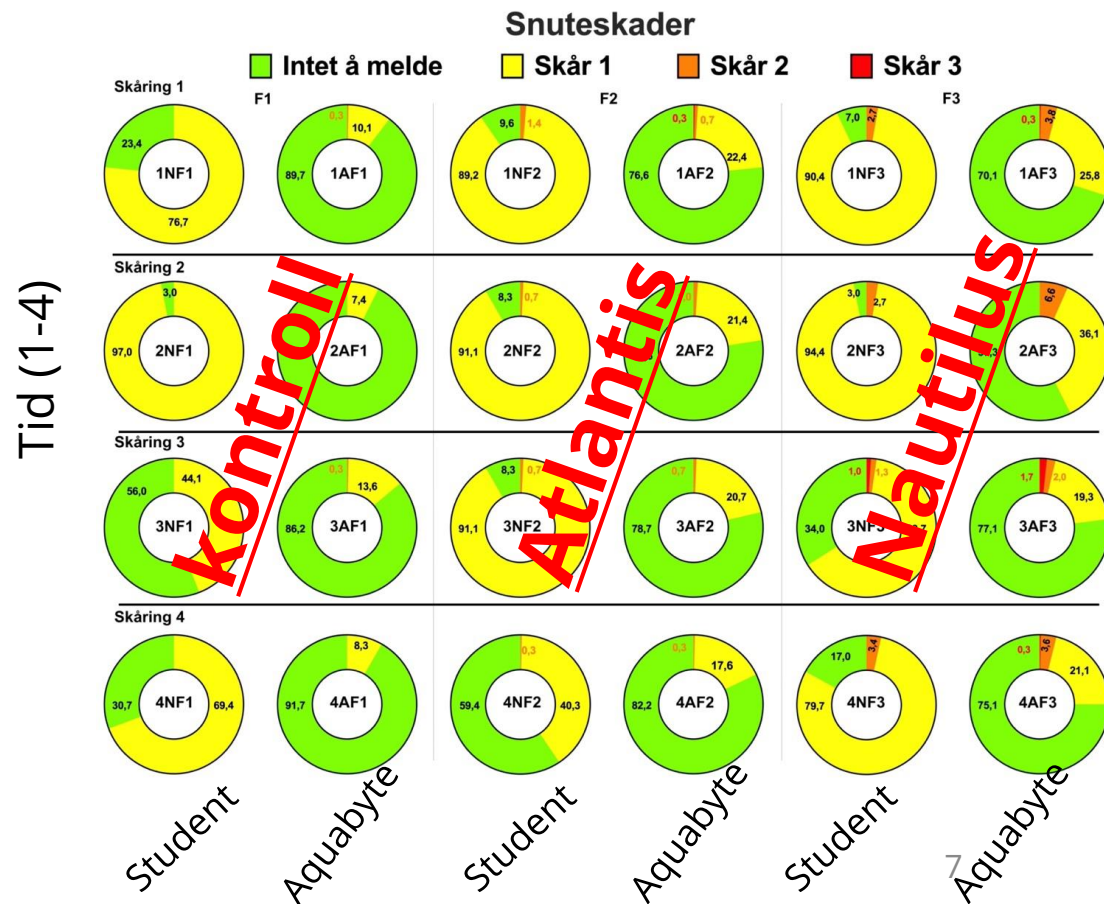 Snuteskader
Intet å melde Skår 1 Skår 2 Skår 3
Skåring 1
F1 F2 F3
23,4 76,7 1NF1
0,3 10,1 89,7 1AF1
9,6 1,4 89,2 1NF2
0,3 0,7 22,4 76,6 1AF2
7,0 2,7 90,4 1NF3
0,3 3,8 25,8 70,1 1AF3
Skåring 2
3,0 97,0 2NF1
7,4 2AF1
8,3 0,7 91,1 2NF2
21,4 2AF2
3,0 2,7 94,4 2NF3
6,6 36,1 2AF3
Skåring 3
56,0 44,1 3NF1
0,3 13,6 86,2 3AF1
8,3 0,7 91,1 3NF2
0,7 20,7 78,7 3AF2
1,0 1,3 34,0 3NF3
1,7 2,0 19,3 77,1 3AF3
Skåring 4
30,7 69,4 4NF1
8,3 91,7 4AF1
0,3 59,4 40,3 4NF2
0,3 17,6 82,2 4AF2
17,0 3,4 79,7 4NF3
0,3 3,6 21,1 75,1 4AF3
Tid (1-4)
kontroll
Atlantis
Nautillus
Student
Aquabyte
Student
Aquabyte
Student
Aquabyte
7